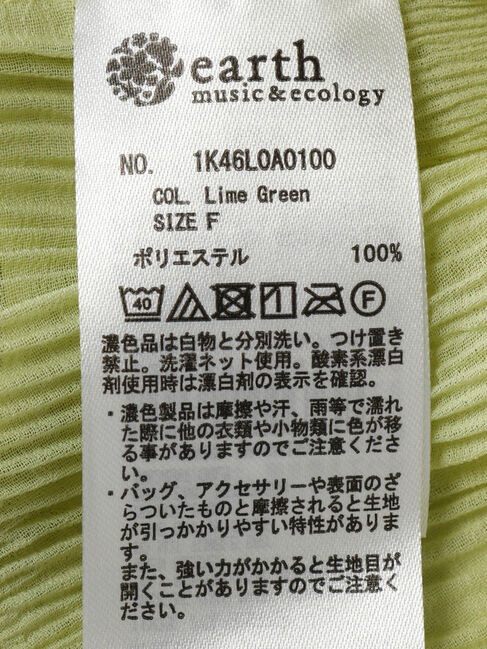 earth
music&ecology
NO. 1K46L0A0100
COL. Lime Green
SIZE F
ポリエステル 100%
40 F
濃色品は白物と分別洗い。つけ置き
禁止。洗濯ネット使用。酸素系漂白
剤使用時は漂白剤の表示を確認。
・濃色製品は摩擦や汗、雨等で濡れ
た際に他の衣類や小物類に色が移
る事がありますのでご注意くださ
い。
・バッグ、アクセサリーや表面のざ
らついたものと摩擦されると生地
が引っかかりやすい特性がありま
す。
また、強い力がかかると生地目が
開くことがありますのでご注意く
ださい。